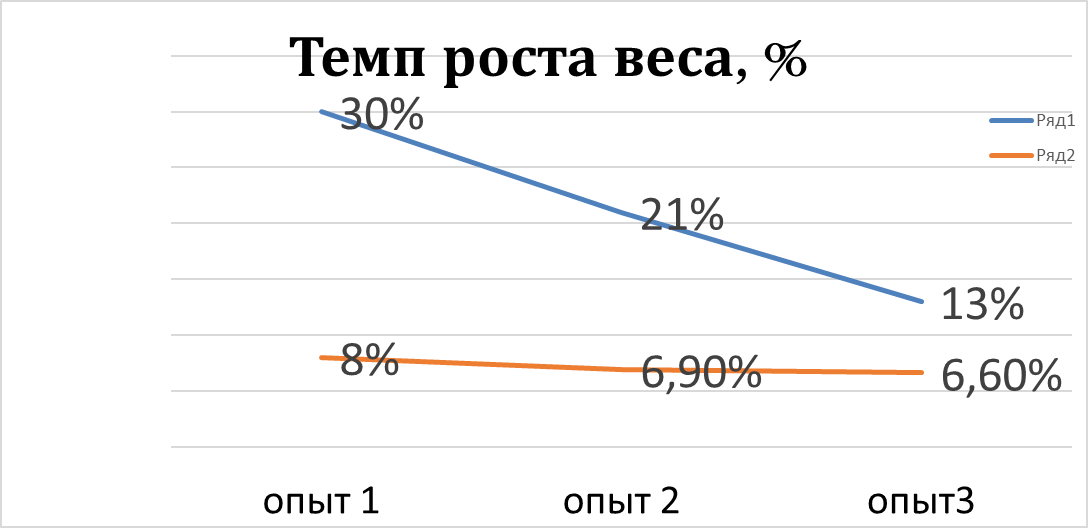 Темп роста веса, %
30%
Ряд1
Ряд2
21%
13%
8%
6,90%
6,60%
опыт 1
опыт 2
опыт3